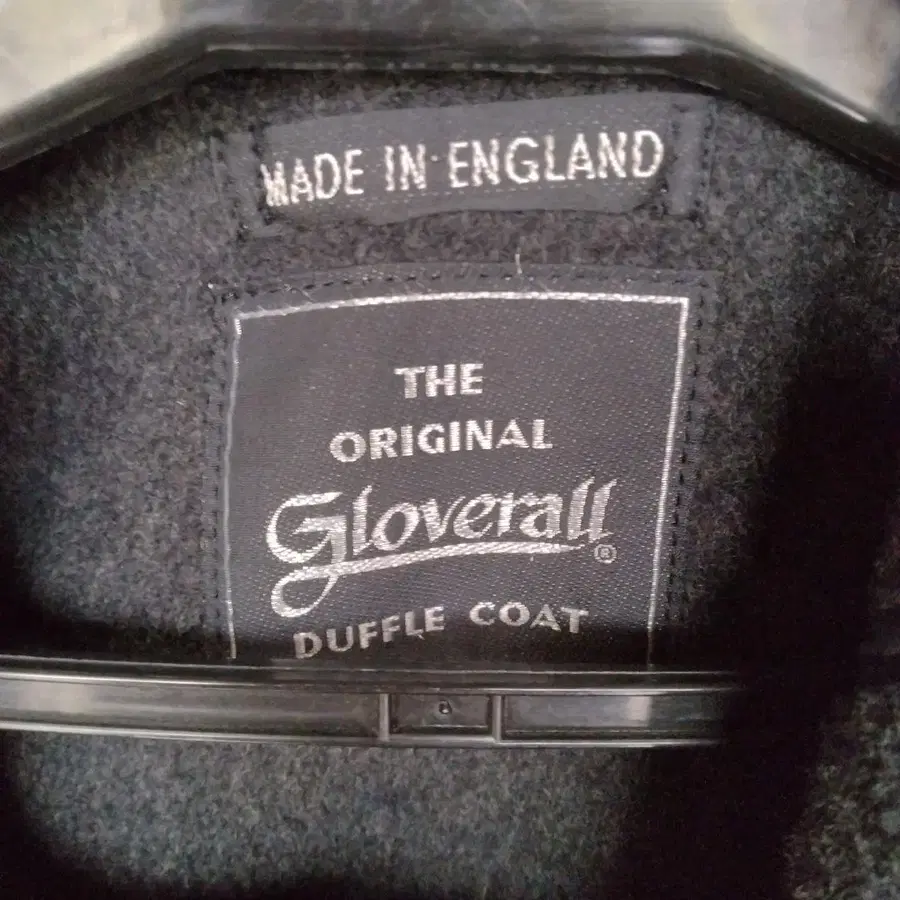 MADE IN ENGLAND
THE
ORIGINAL
Gloverall®
DUFFLE COAT